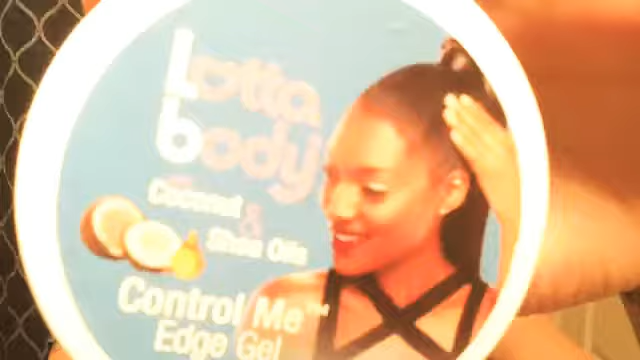 Lotta
body
Coconut
&
Shea Oils
Control Me™
Edge Gel